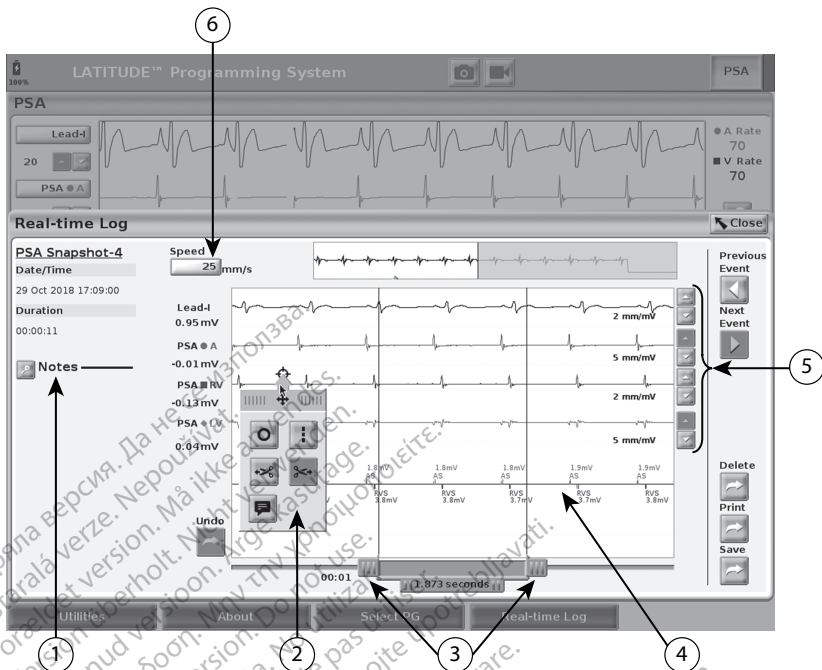 6
100%
LATITUDE™ Programming System
PSA
PSA
Lead-I
20
PSA A
A Rate
70
V Rate
70
Real-time Log
Close
PSA Snapshot-4
Date/Time
29 Oct 2018 17:09:00
Duration
00:00:11
Notes
Speed
25 mm/s
Previous
Event
Next
Event
Lead-I
0.95 mV
2 mm/mV
PSA A
-0.01 mV
5 mm/mV
PSA RV
-0.13 mV
2 mm/mV
PSA LV
0.04 mV
5 mm/mV
5
1.8mV 1.8mV 1.8mV 1.9mV 1.9mV
AS AS AS AS AS
RVS RVS RVS RVS RVS
3.8mV 3.8mV 3.7mV 3.7mV 3.8mV
Undo
Delete
Print
Save
00:01
1.873 seconds
Utilities About Select PG Real-time Log
1 2 3 4